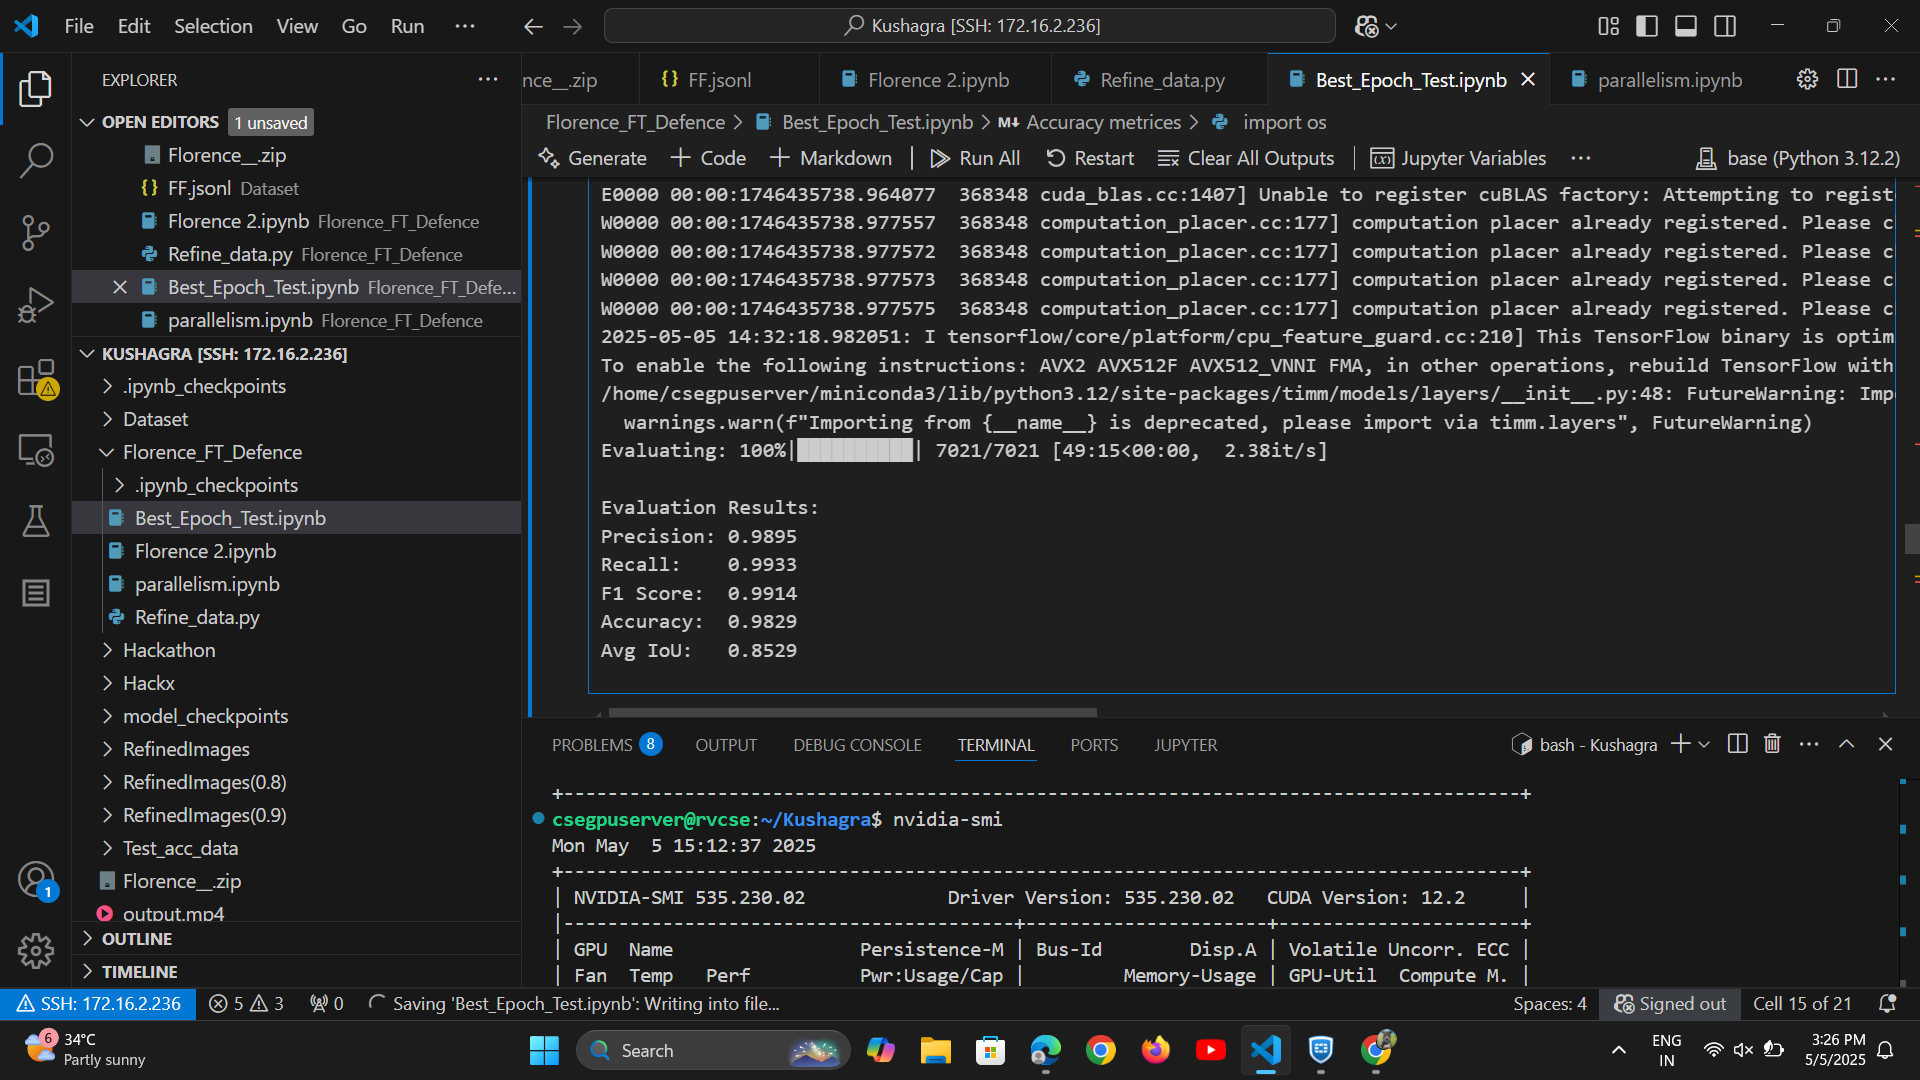 File Edit Selection View Go Run ···
Kushagra [SSH: 172.16.2.236]
EXPLORER
OPEN EDITORS 1 unsaved
Florence__.zip
FF.jsonl Dataset
Florence 2.ipynb Florence_FT_Defence
Refine_data.py Florence_FT_Defence
Best_Epoch_Test.ipynb Florence_FT_Defe...
parallelism.ipynb Florence_FT_Defence
KUSHAGRA [SSH: 172.16.2.236]
.ipynb_checkpoints
Dataset
Florence_FT_Defence
.ipynb_checkpoints
Best_Epoch_Test.ipynb
Florence 2.ipynb
parallelism.ipynb
Refine_data.py
Hackathon
Hackx
model_checkpoints
RefinedImages
RefinedImages(0.8)
RefinedImages(0.9)
Test_acc_data
Florence__.zip
output.mp4
OUTLINE
TIMELINE
1
nce__.zip FF.jsonl Florence 2.ipynb Refine_data.py Best_Epoch_Test.ipynb parallelism.ipynb
Florence_FT_Defence > Best_Epoch_Test.ipynb > M↓ Accuracy metrices > import os
Generate + Code + Markdown | Run All Restart Clear All Outputs | Jupyter Variables ··· base (Python 3.12.2)
E0000 00:00:1746435738.964077  368348 cuda_blas.cc:1407] Unable to register cuBLAS factory: Attempting to regist
W0000 00:00:1746435738.977557  368348 computation_placer.cc:177] computation placer already registered. Please c
W0000 00:00:1746435738.977572  368348 computation_placer.cc:177] computation placer already registered. Please c
W0000 00:00:1746435738.977573  368348 computation_placer.cc:177] computation placer already registered. Please c
W0000 00:00:1746435738.977575  368348 computation_placer.cc:177] computation placer already registered. Please c
2025-05-05 14:32:18.982051: I tensorflow/core/platform/cpu_feature_guard.cc:210] This TensorFlow binary is optim
To enable the following instructions: AVX2 AVX512F AVX512_VNNI FMA, in other operations, rebuild TensorFlow with
/home/csegpuserver/miniconda3/lib/python3.12/site-packages/timm/models/layers/__init__.py:48: FutureWarning: Imp
  warnings.warn(f"Importing from {__name__} is deprecated, please import via timm.layers", FutureWarning)
Evaluating: 100%|██████████| 7021/7021 [49:15<00:00,  2.38it/s]
Evaluation Results:
Precision: 0.9895
Recall:    0.9933
F1 Score:  0.9914
Accuracy:  0.9829
Avg IoU:   0.8529
PROBLEMS 8 OUTPUT DEBUG CONSOLE TERMINAL PORTS JUPYTER bash - Kushagra
+---------------------------------------------------------------------------------------+
csegpuserver@rvcse:~/Kushagra$ nvidia-smi
Mon May  5 15:12:37 2025
+---------------------------------------------------------------------------------------+
| NVIDIA-SMI 535.230.02             Driver Version: 535.230.02   CUDA Version: 12.2     |
|-----------------------------------------+----------------------+----------------------+
| GPU  Name                 Persistence-M | Bus-Id        Disp.A | Volatile Uncorr. ECC |
| Fan  Temp   Perf          Pwr:Usage/Cap |         Memory-Usage | GPU-Util  Compute M. |
SSH: 172.16.2.236 5 3 0 Saving 'Best_Epoch_Test.ipynb': Writing into file... Spaces: 4 Signed out Cell 15 of 21
6 34°C
Partly sunny
Search
ENG
IN
3:26 PM
5/5/2025